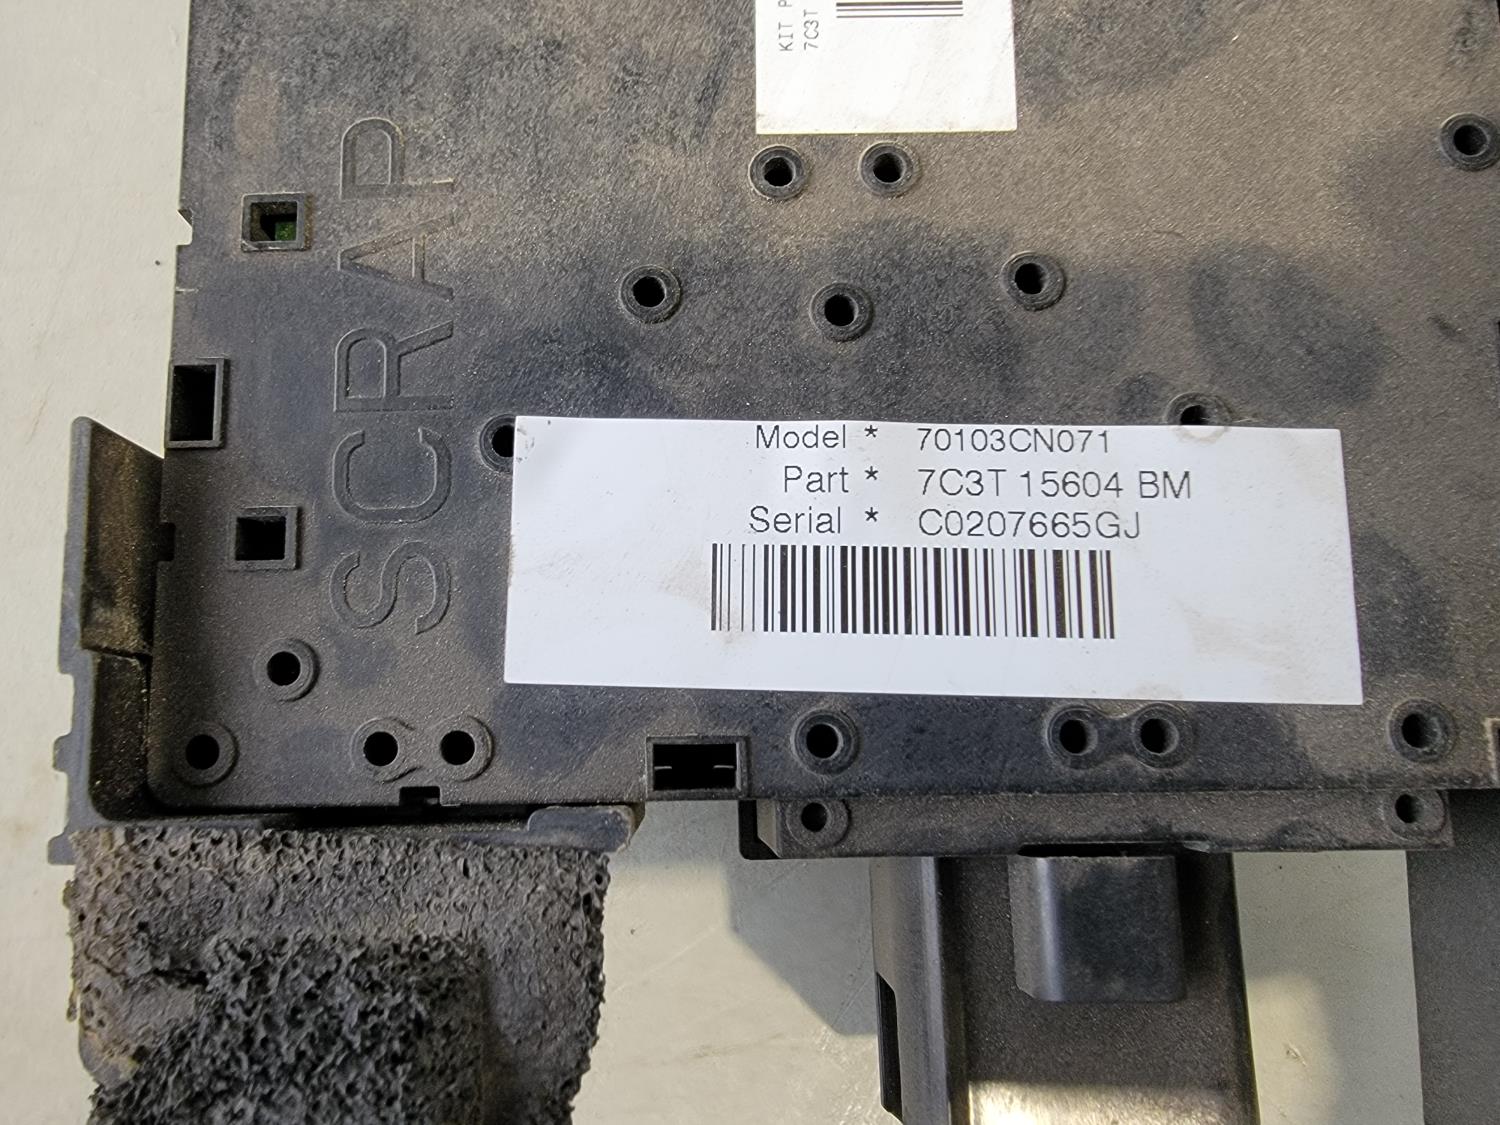 KIT P
7C3T
SCRAP
Model * 70103CN071
Part * 7C3T 15604 BM
Serial * C0207665GJ